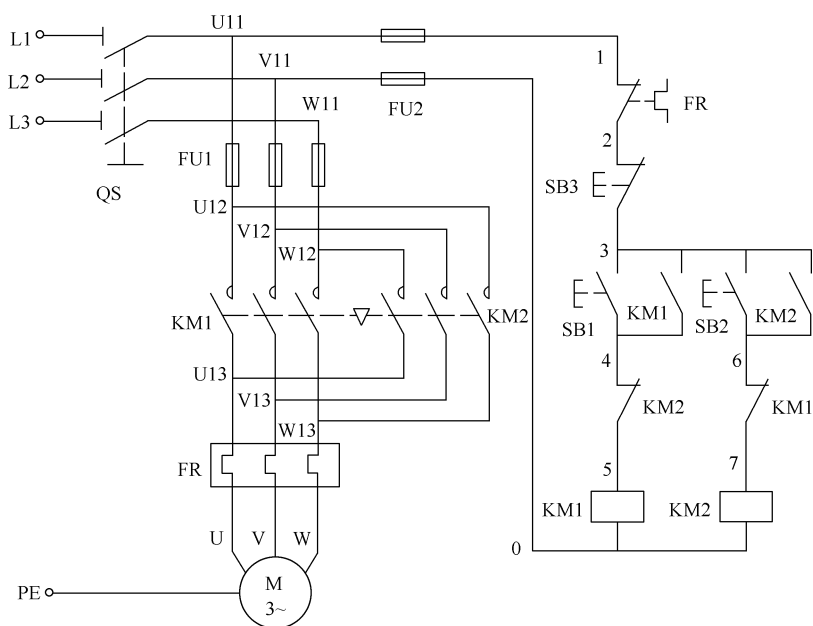 U11
L1
V11
1
L2
FU2
FR
W11
L3
2
FU1
SB3
QS
U12
V12
W12
3
KM1
KM2
SB1
KM1
SB2
KM2
U13
4
6
V13
KM2
KM1
W13
FR
5
7
KM1
KM2
U
V
W
0
M
3~
PE